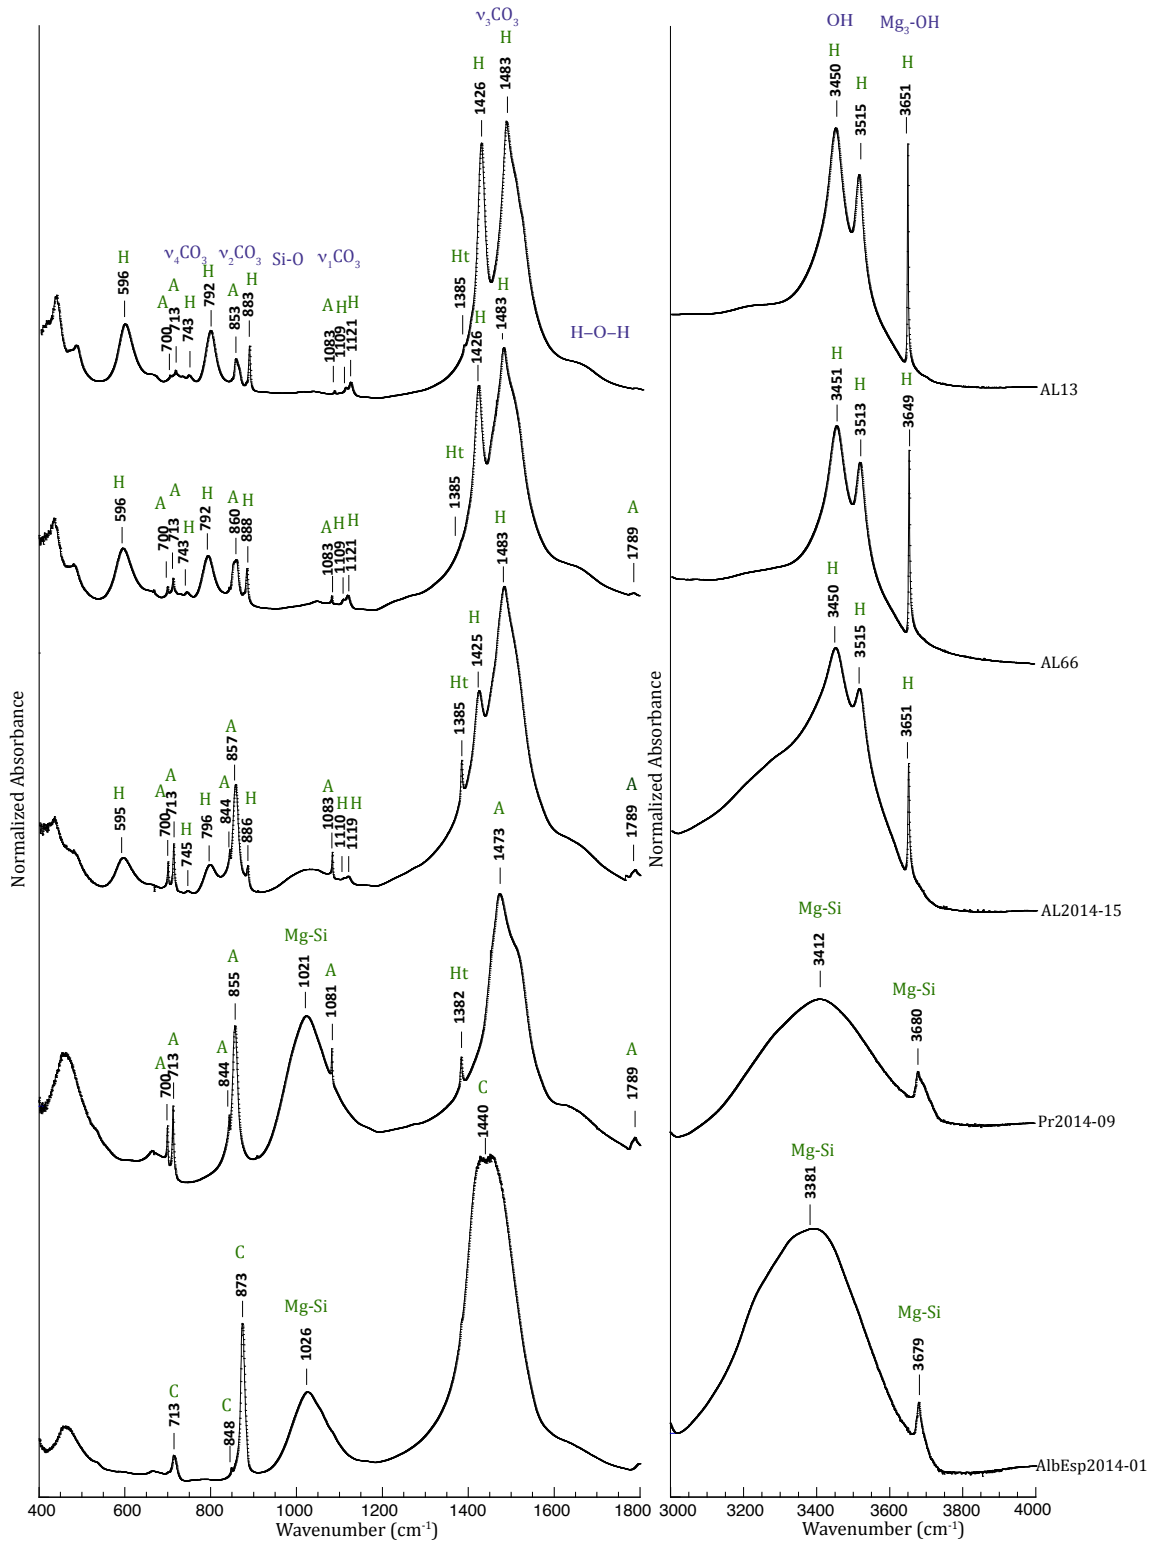 ν3CO3
H
1483
H
1426
OH
H
3450
H
3515
Mg3-OH
H
3651
ν4CO3
ν2CO3
Si-O
ν1CO3
H
596
A
700
A
713
H
743
H
792
A
853
H
883
A
1083
H
1109
H
1121
Ht
1385
H–O–H
AL13
H
596
A
700
A
713
H
743
H
792
A
860
H
888
A
1083
H
1109
H
1121
Ht
1385
H
1426
H
1483
A
1789
H
3451
H
3513
H
3649
AL66
H
595
A
700
A
713
H
745
H
796
A
844
A
857
H
886
A
1083
H
1110
H
1119
Ht
1385
H
1425
H
1483
A
1789
H
3450
H
3515
H
3651
AL2014-15
Normalized Absorbance
Normalized Absorbance
A
700
A
713
A
844
A
855
Mg-Si
1021
A
1081
Ht
1382
A
1473
A
1789
Mg-Si
3412
Mg-Si
3680
Pr2014-09
C
713
C
848
C
873
Mg-Si
1026
C
1440
Mg-Si
3381
Mg-Si
3679
AlbEsp2014-01
400 600 800 1000 1200 1400 1600 1800
Wavenumber (cm-1)
3000 3200 3400 3600 3800 4000
Wavenumber (cm-1)